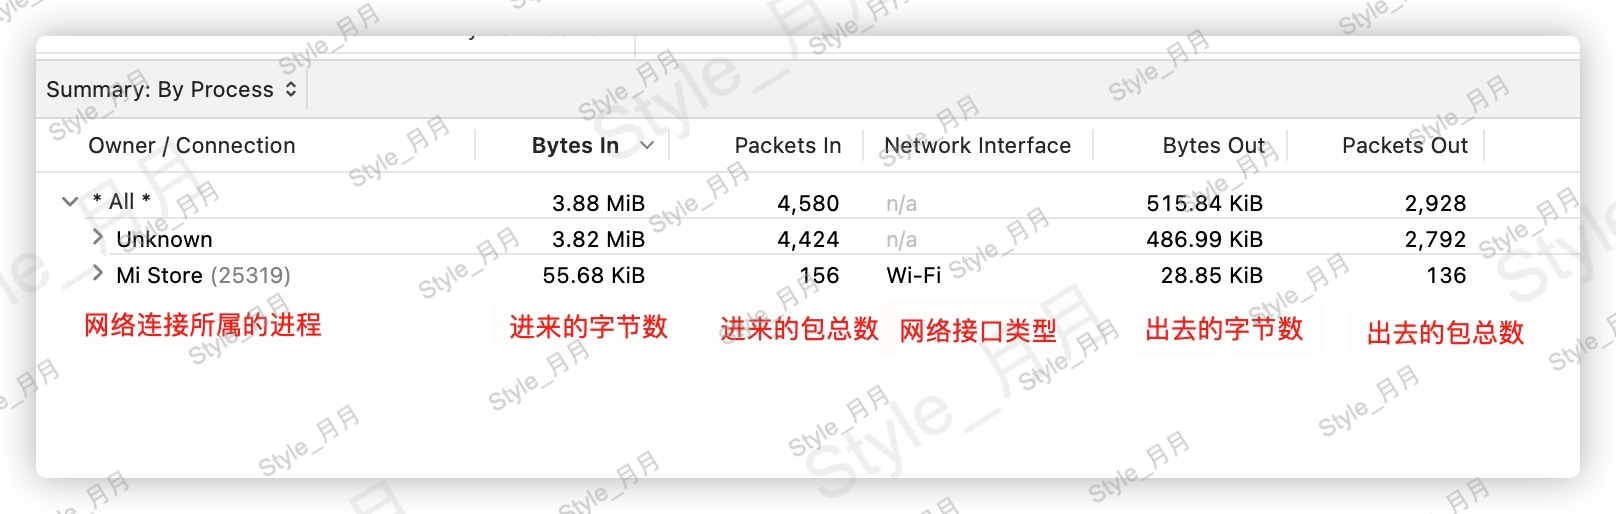 Summary: By Process
Owner / Connection Bytes In Packets In Network Interface Bytes Out Packets Out
* All * 3.88 MiB 4,580 n/a 515.84 KiB 2,928
Unknown 3.82 MiB 4,424 n/a 486.99 KiB 2,792
Mi Store (25319) 55.68 KiB 156 Wi-Fi 28.85 KiB 136
网络连接所属的进程 进来的字节数 进来的包总数 网络接口类型 出去的字节数 出去的包总数
Style_月月